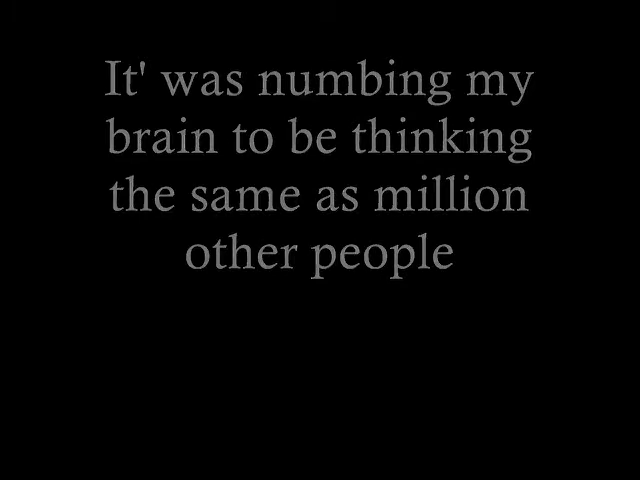 It' was numbing my
brain to be thinking
the same as million
other people